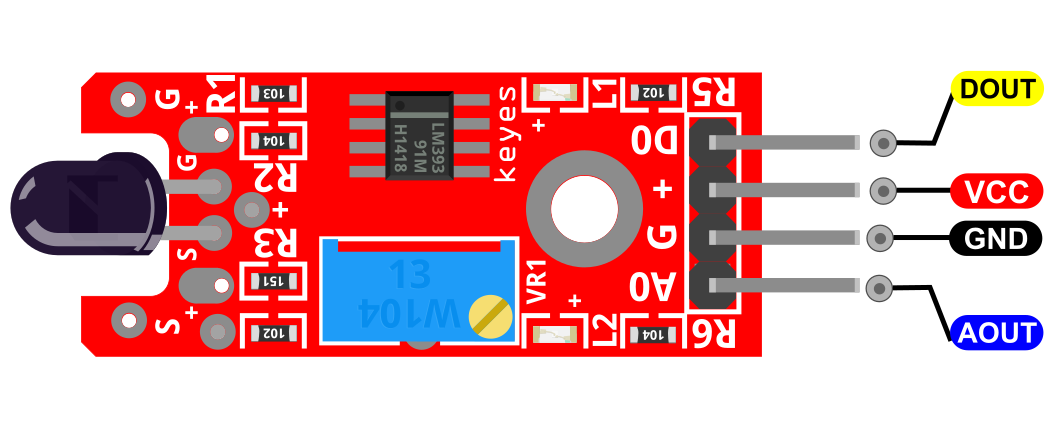 G
+
R1
103
G
104
R2
+
R3
S
151
S
+
102
LM393
91M
H1418
keyes
+
L1
102
R5
D0
+
G
A0
13
W104
VR1
+
L2
104
R6
DOUT
VCC
GND
AOUT